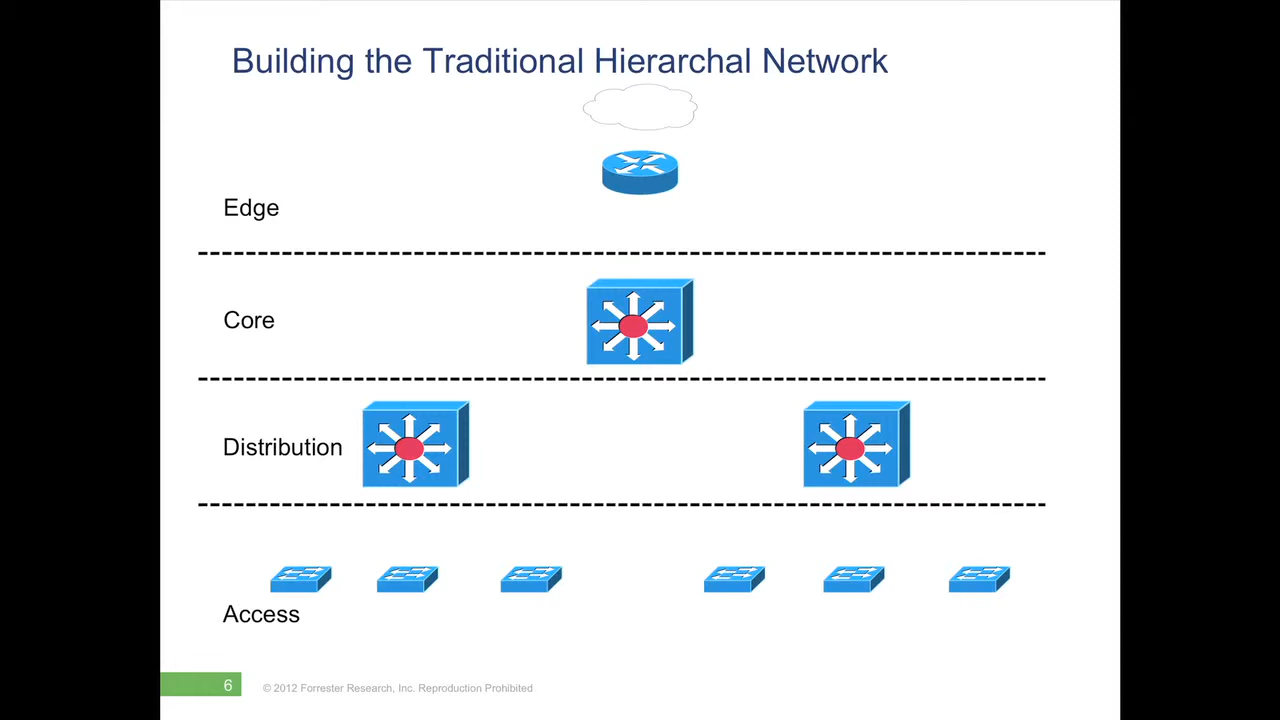 Building the Traditional Hierarchal Network
Edge
Core
Distribution
Access
6
© 2012 Forrester Research, Inc. Reproduction Prohibited